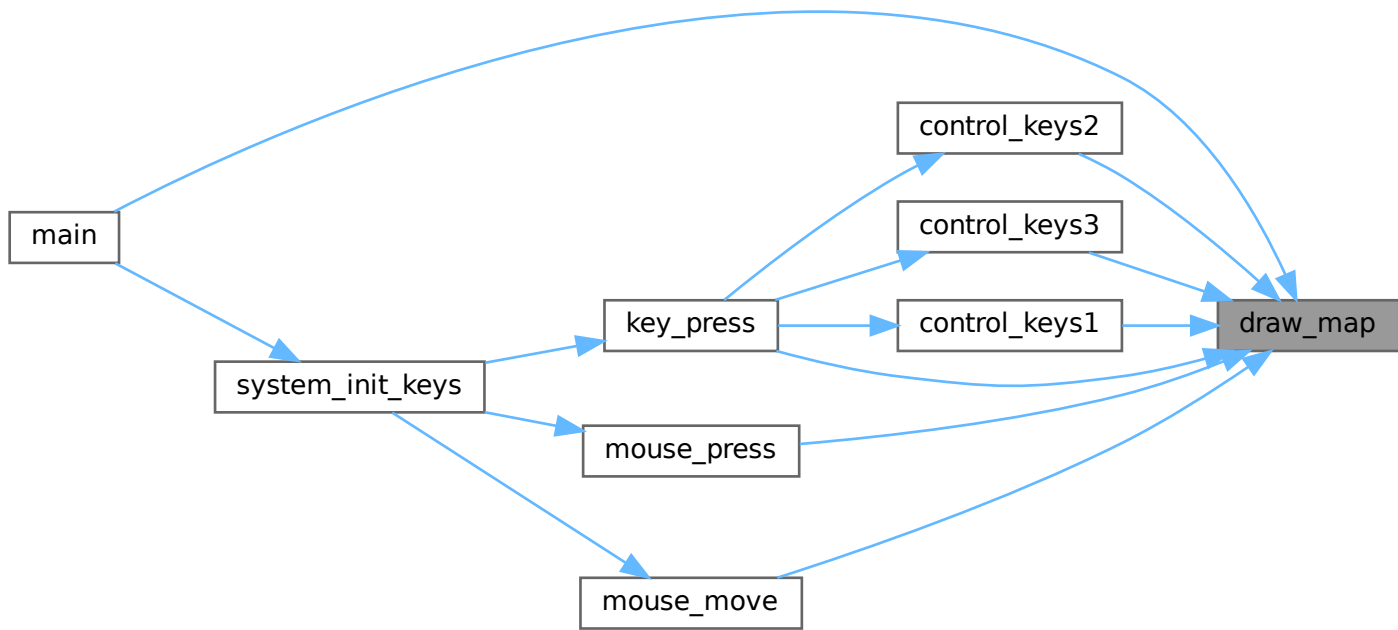 main
system_init_keys
key_press
mouse_press
mouse_move
control_keys2
control_keys3
control_keys1
draw_map